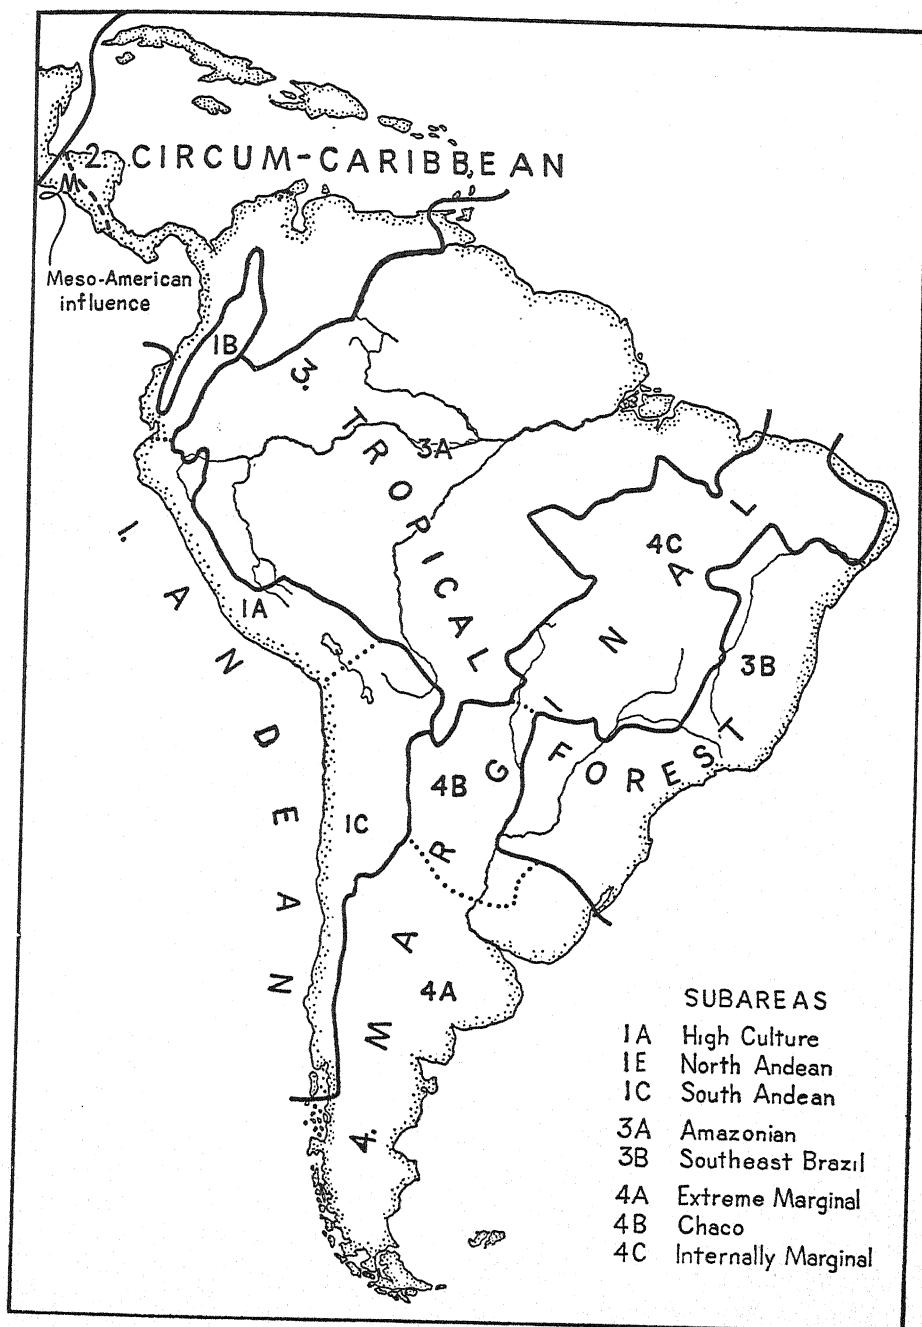 2. CIRCUM-CARIBBEAN
M
Meso-American
influence
1B
3. TROPICAL FOREST
3A
4C
1. ANDEAN
1A
3B
4B
1C
4. MARGINAL
4A
SUBAREAS
1A High Culture
1E North Andean
1C South Andean
3A Amazonian
3B Southeast Brazil
4A Extreme Marginal
4B Chaco
4C Internally Marginal